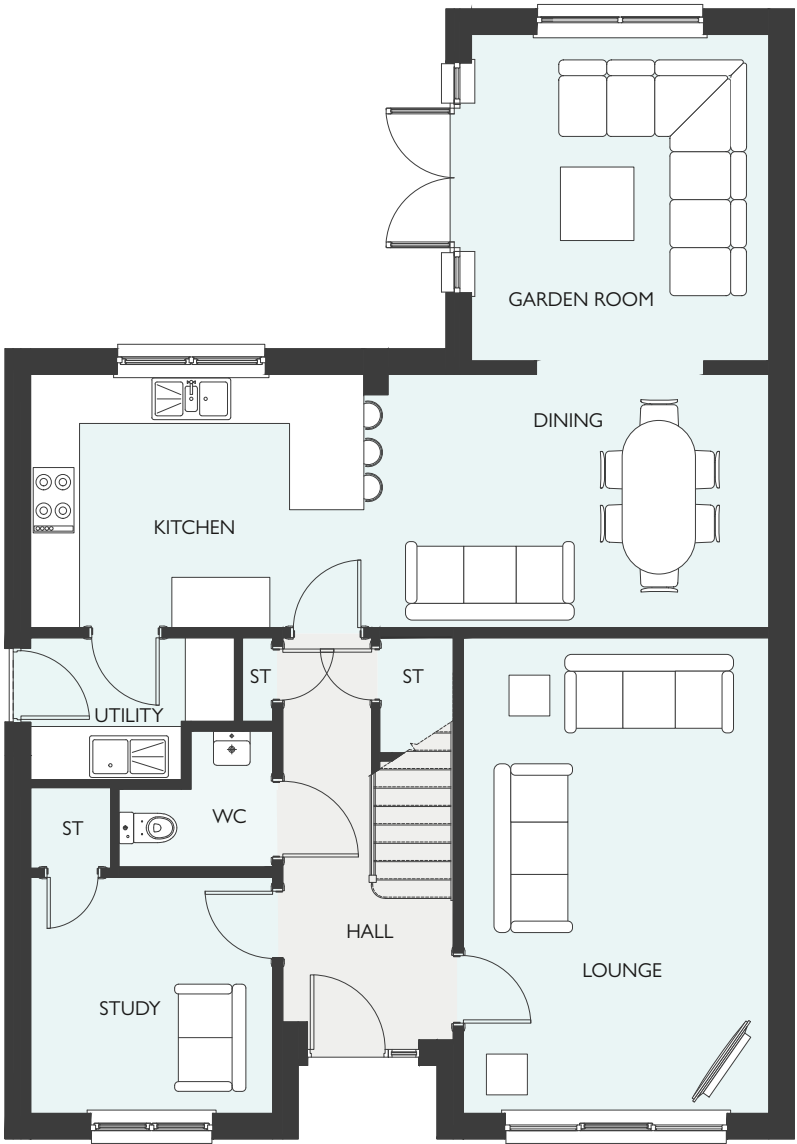 GARDEN ROOM
DINING
KITCHEN
ST
ST
UTILITY
WC
ST
HALL
LOUNGE
STUDY